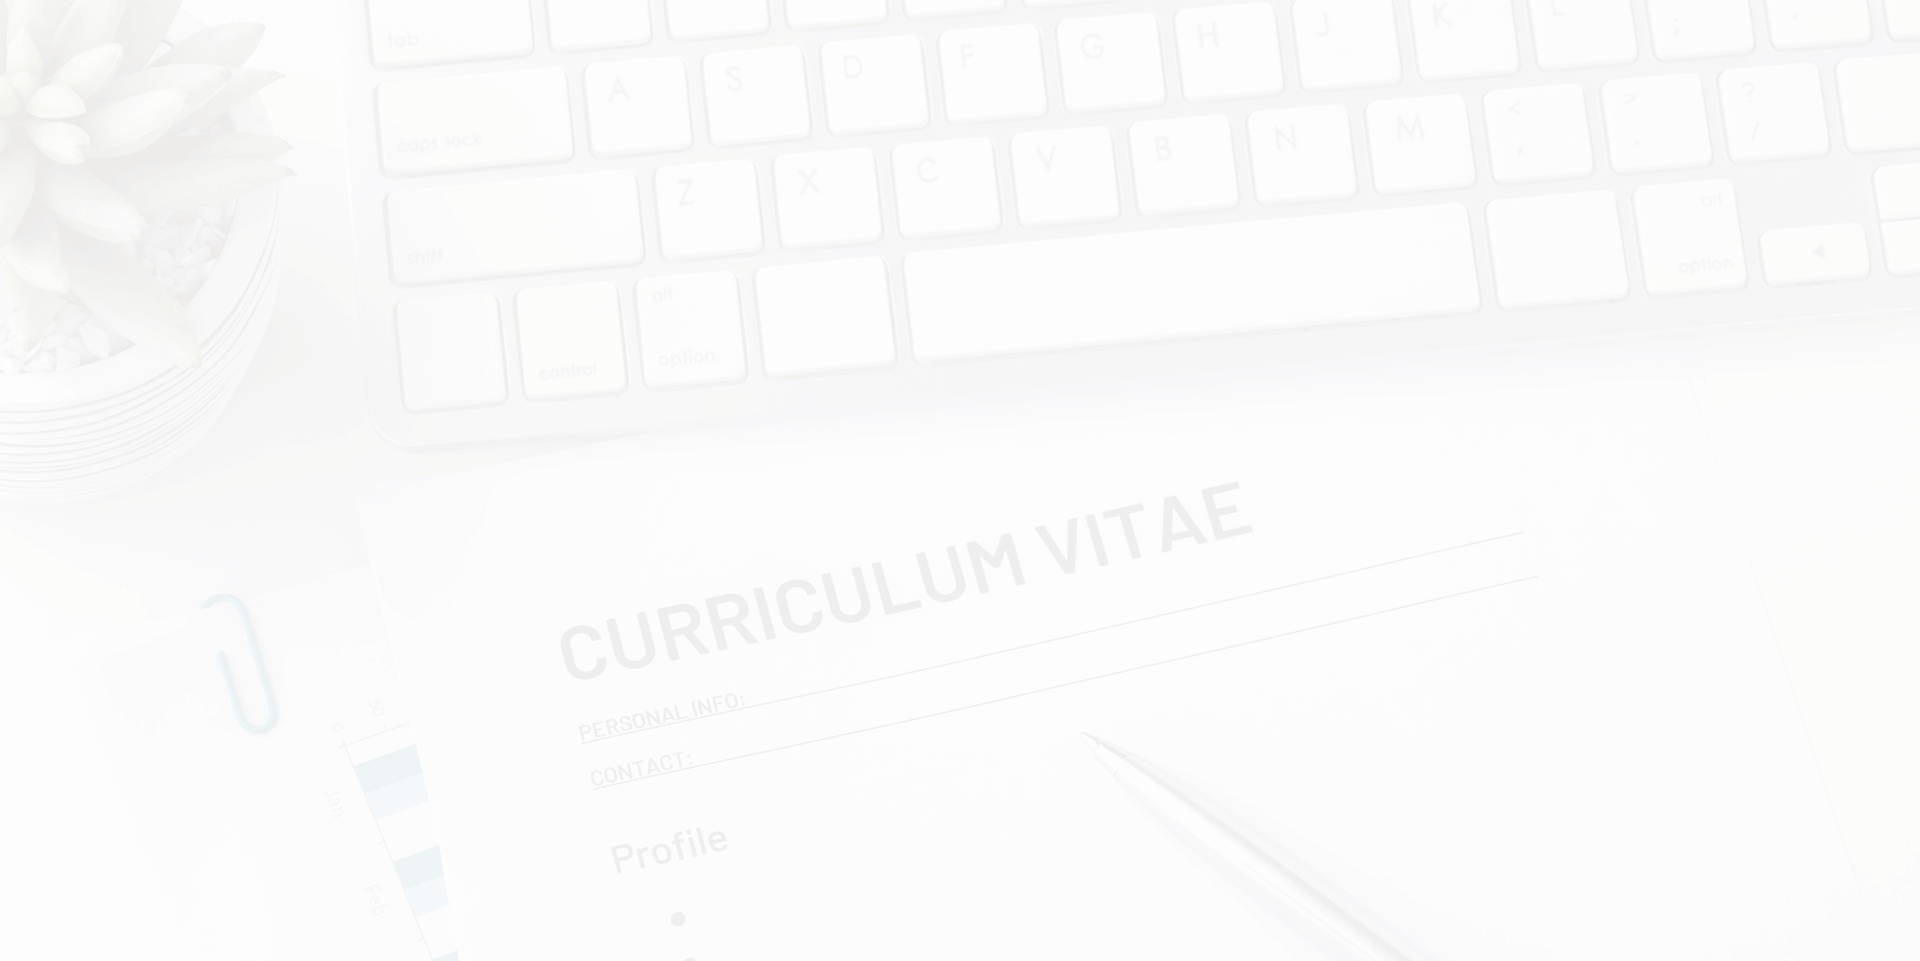 tab
caps lock A S D F G H J K L ;
shift Z X C V B N M < , > . ? /
control alt option alt option
CURRICULUM VITAE
PERSONAL INFO:
CONTACT:
Profile
Jan
Feb